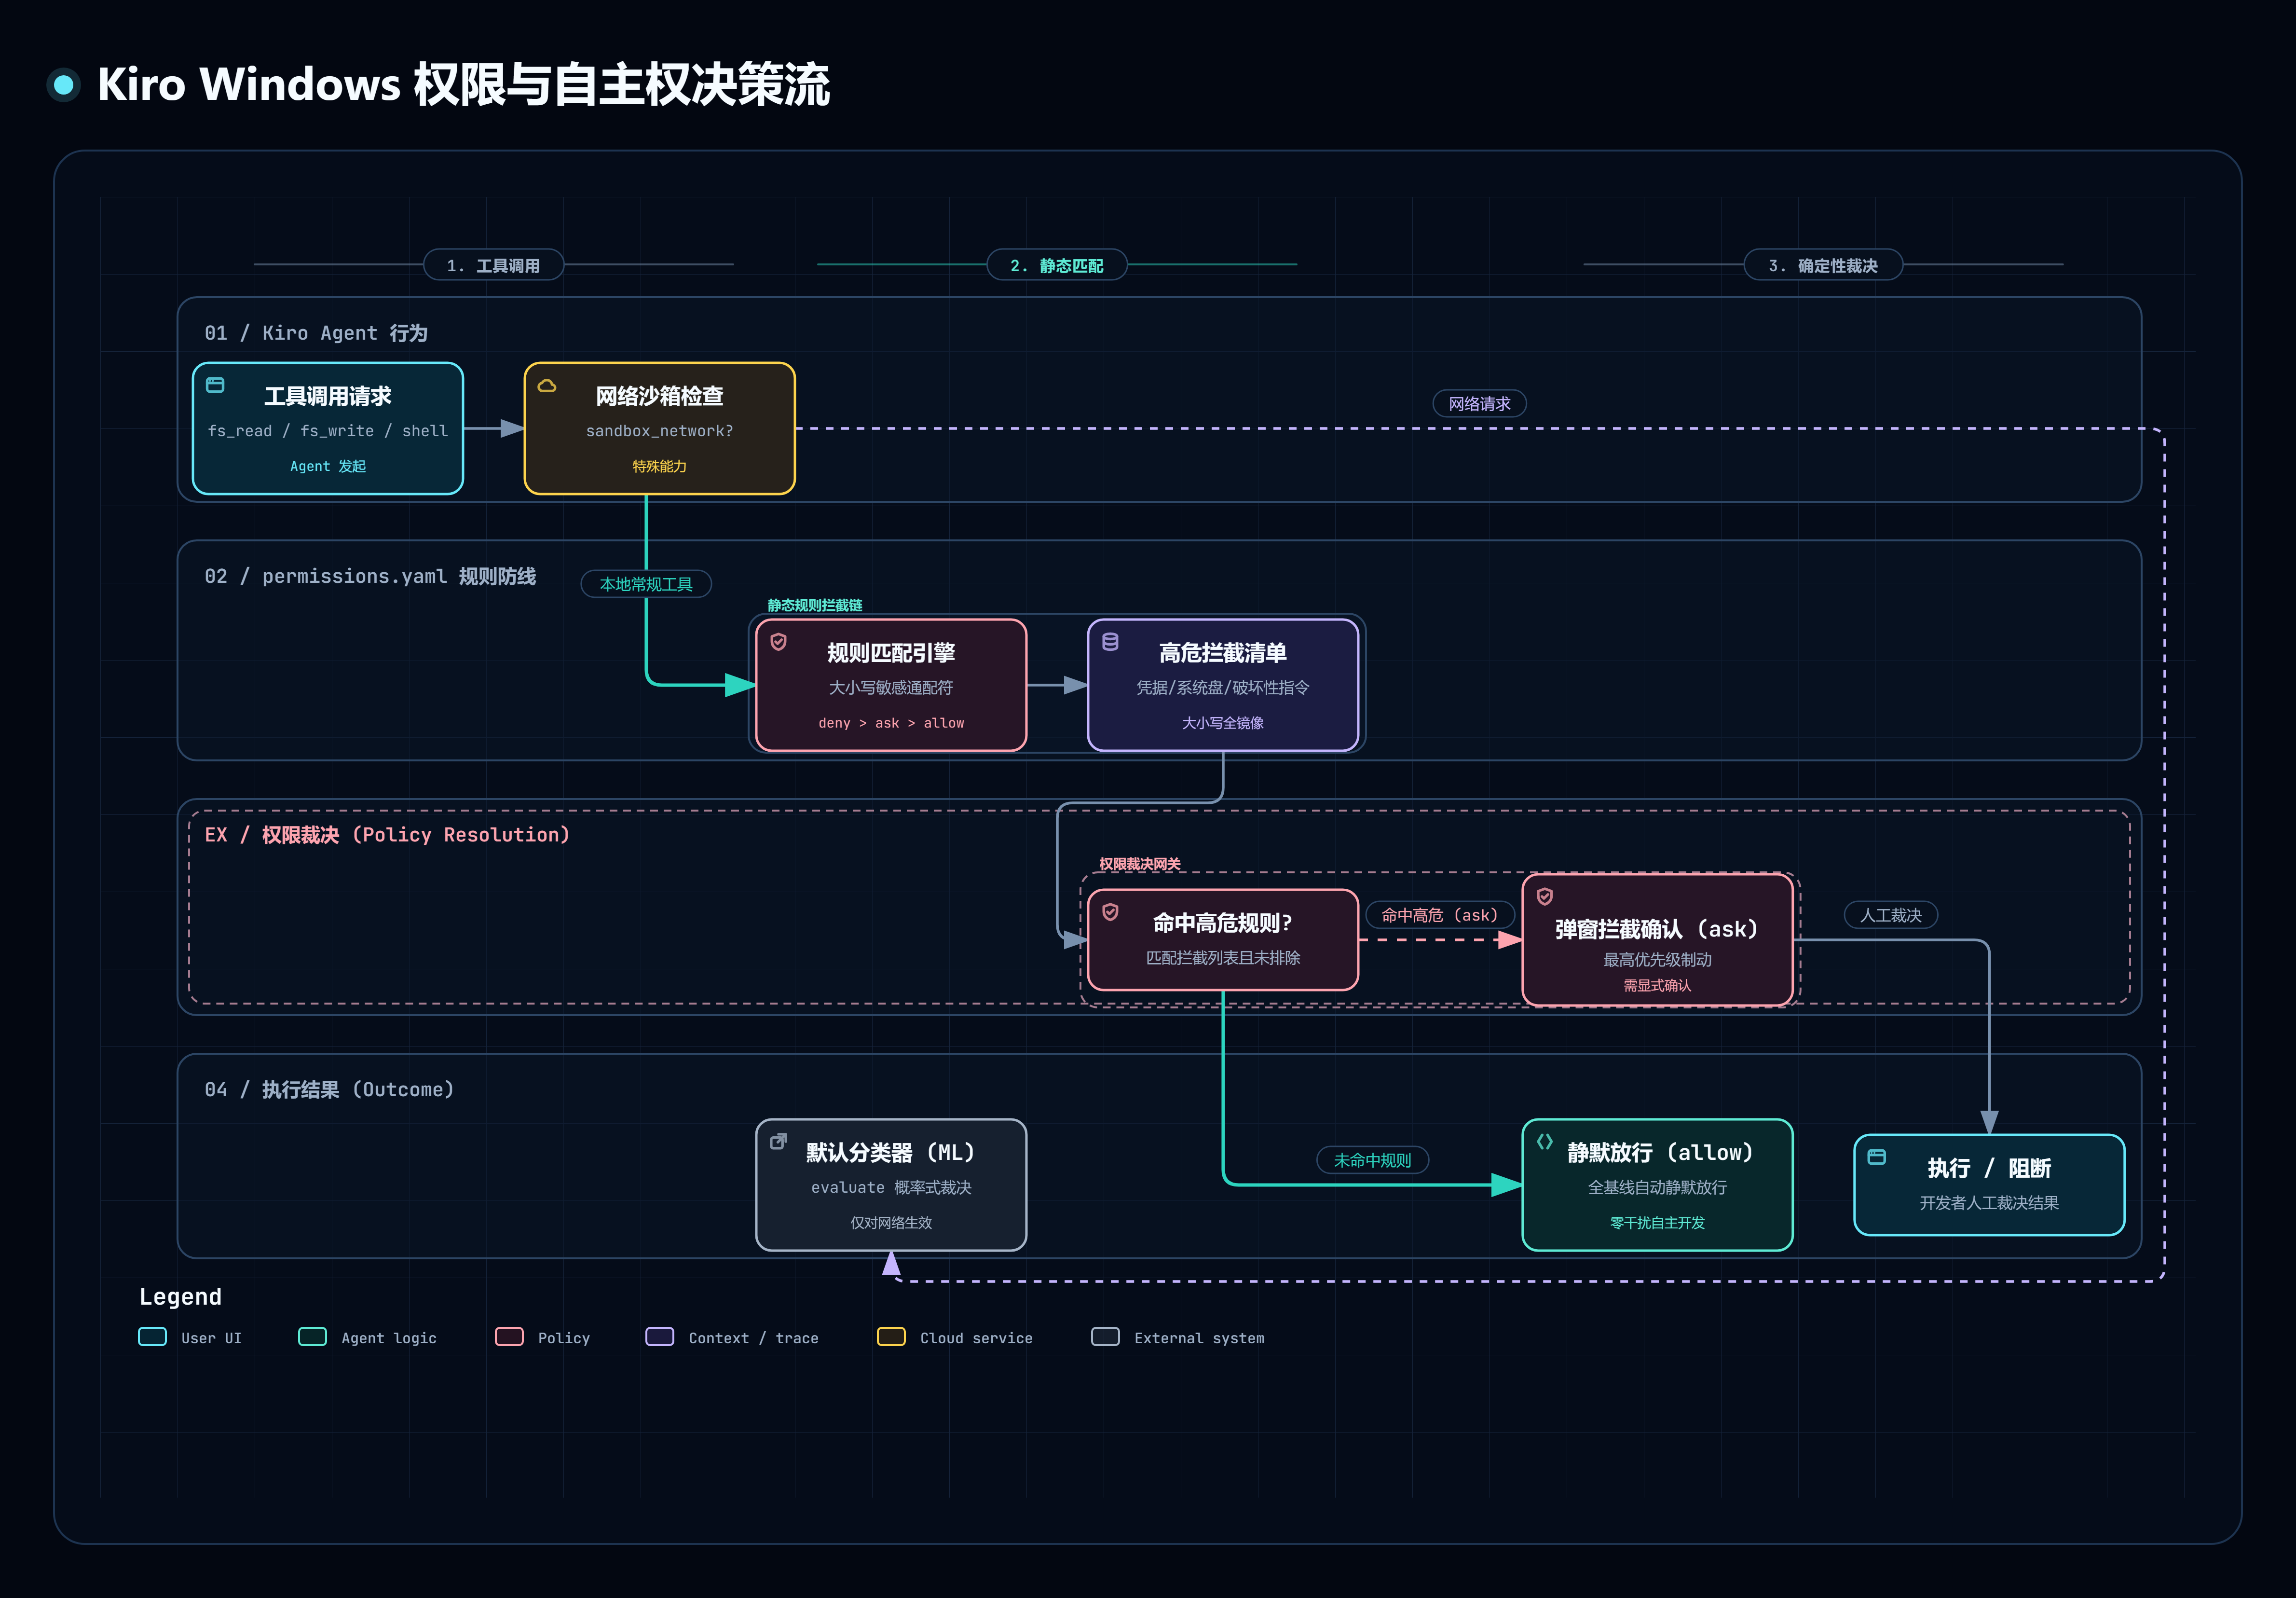 Kiro Windows 权限与自主权决策流
1. 工具调用
2. 静态匹配
3. 确定性裁决
01 / Kiro Agent 行为
工具调用请求
fs_read / fs_write / shell
Agent 发起
网络沙箱检查
sandbox_network?
特殊能力
网络请求
02 / permissions.yaml 规则防线
本地常规工具
静态规则拦截链
规则匹配引擎
大小写敏感通配符
deny > ask > allow
高危拦截清单
凭据/系统盘/破坏性指令
大小写全镜像
EX / 权限裁决 (Policy Resolution)
权限裁决网关
命中高危规则?
匹配拦截列表且未排除
命中高危 (ask)
弹窗拦截确认 (ask)
最高优先级制动
需显式确认
人工裁决
04 / 执行结果 (Outcome)
默认分类器 (ML)
evaluate 概率式裁决
仅对网络生效
未命中规则
静默放行 (allow)
全基线自动静默放行
零干扰自主开发
执行 / 阻断
开发者人工裁决结果
Legend
User UI
Agent logic
Policy
Context / trace
Cloud service
External system